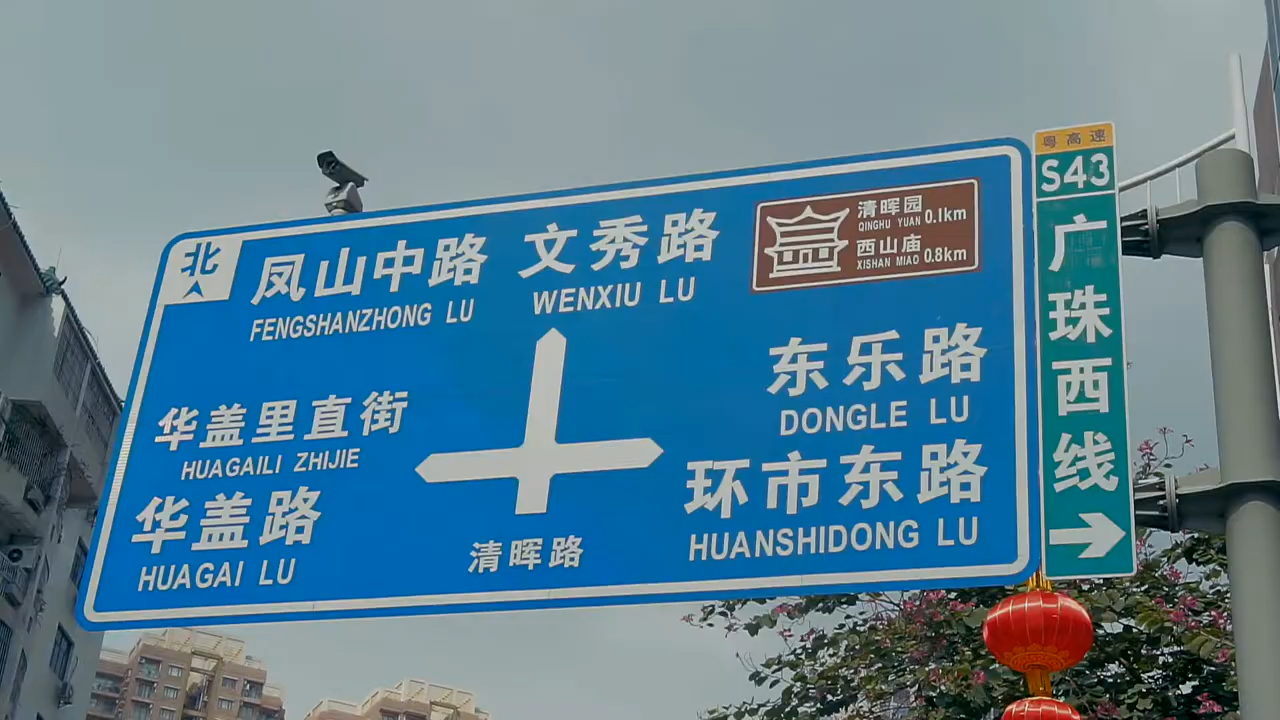 北
凤山中路 文秀路
FENGSHANZHONG LU WENXIU LU
清晖园
QINGHU YUAN 0.1km
西山庙
XISHAN MIAO 0.8km
华盖里直街
HUAGAILI ZHIJIE
华盖路
HUAGAI LU
清晖路
东乐路
DONGLE LU
环市东路
HUANSHIDONG LU
粤高速
S43
广珠西线